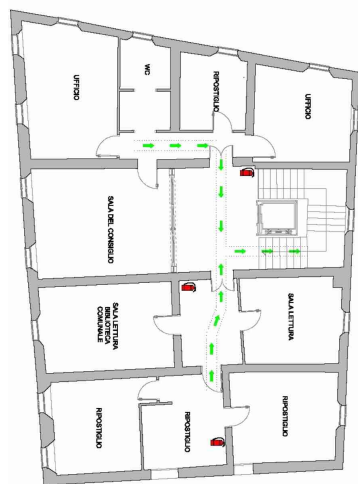 UFFICIO
WC
RIPOSTIGLIO
UFFICIO
SALA DEL CONSIGLIO
SALA LETTURA
BIBLIOTECA
COMUNALE
SALA LETTURA
RIPOSTIGLIO
RIPOSTIGLIO
RIPOSTIGLIO